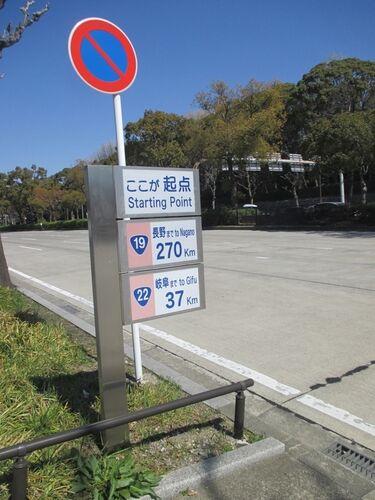 ここが 起点
Starting Point
19
長野 まで to Nagano
270 Km
22
岐阜 まで to Gifu
37 Km